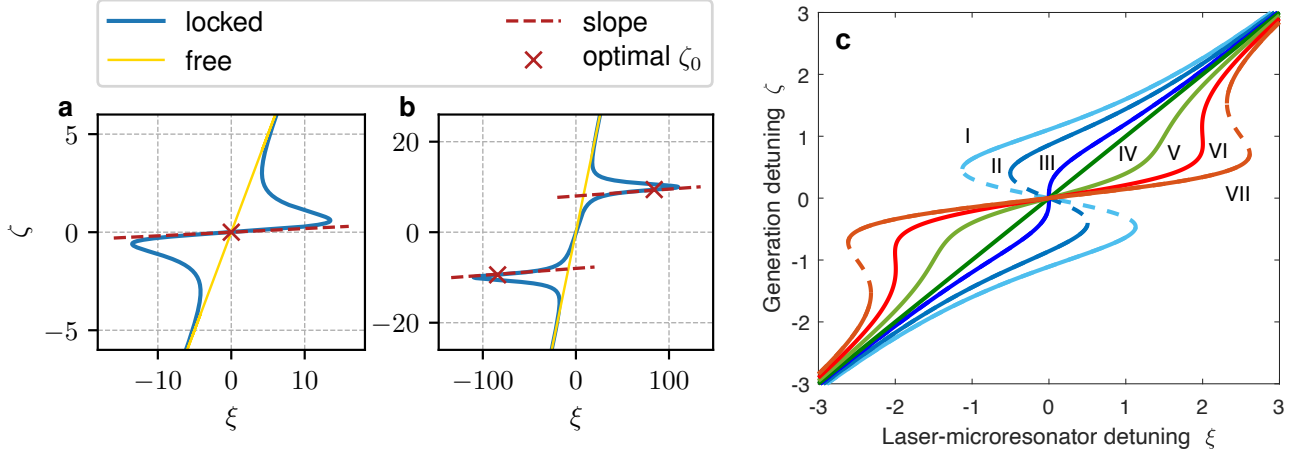 locked
free
slope
optimal ζ₀
a
5
0
−5
ζ
−10
0
10
ξ
b
20
0
−20
−100
0
100
ξ
c
3
2
1
0
-1
-2
-3
Generation detuning ζ
I
II
III
IV
V
VI
VII
-3
-2
-1
0
1
2
3
Laser-microresonator detuning ξ